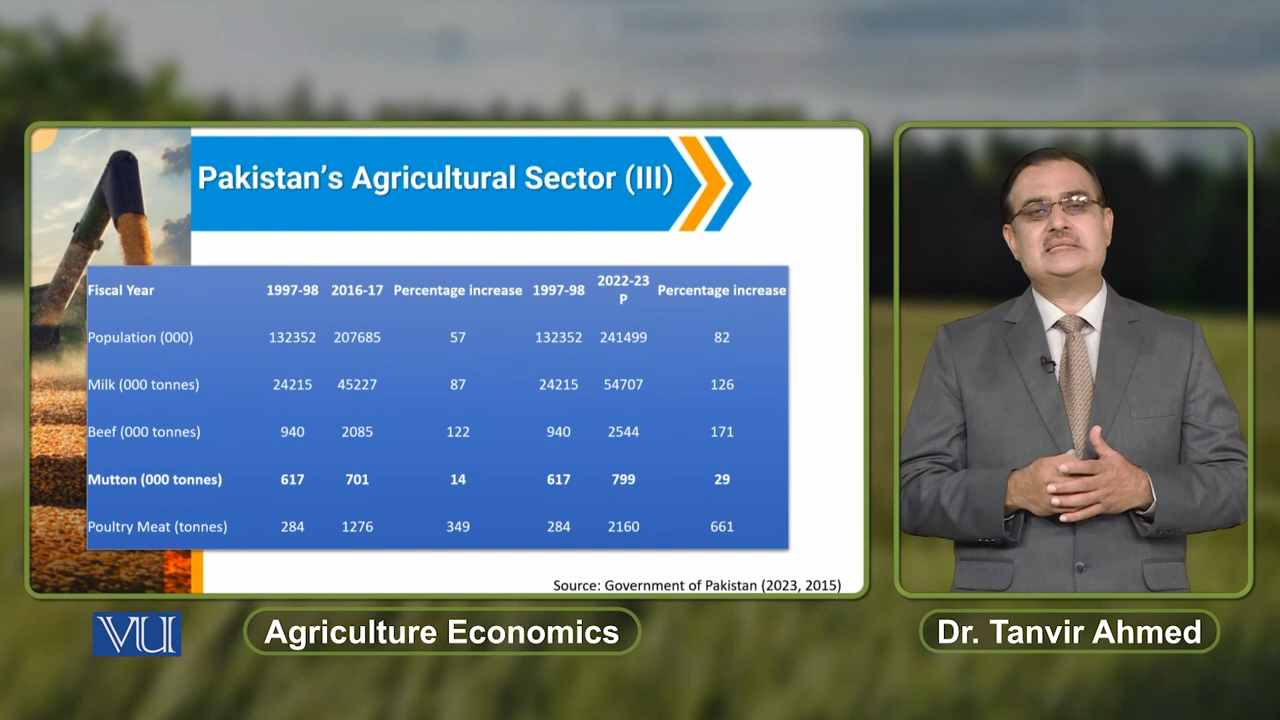 Pakistan's Agricultural Sector (III)
Fiscal Year 1997-98 2016-17 Percentage increase 1997-98 2022-23 P Percentage increase
Population (000) 132352 207685 57 132352 241499 82
Milk (000 tonnes) 24215 45227 87 24215 54707 126
Beef (000 tonnes) 940 2085 122 940 2544 171
Mutton (000 tonnes) 617 701 14 617 799 29
Poultry Meat (tonnes) 284 1276 349 284 2160 661
Source: Government of Pakistan (2023, 2015)
VU
Agriculture Economics
Dr. Tanvir Ahmed